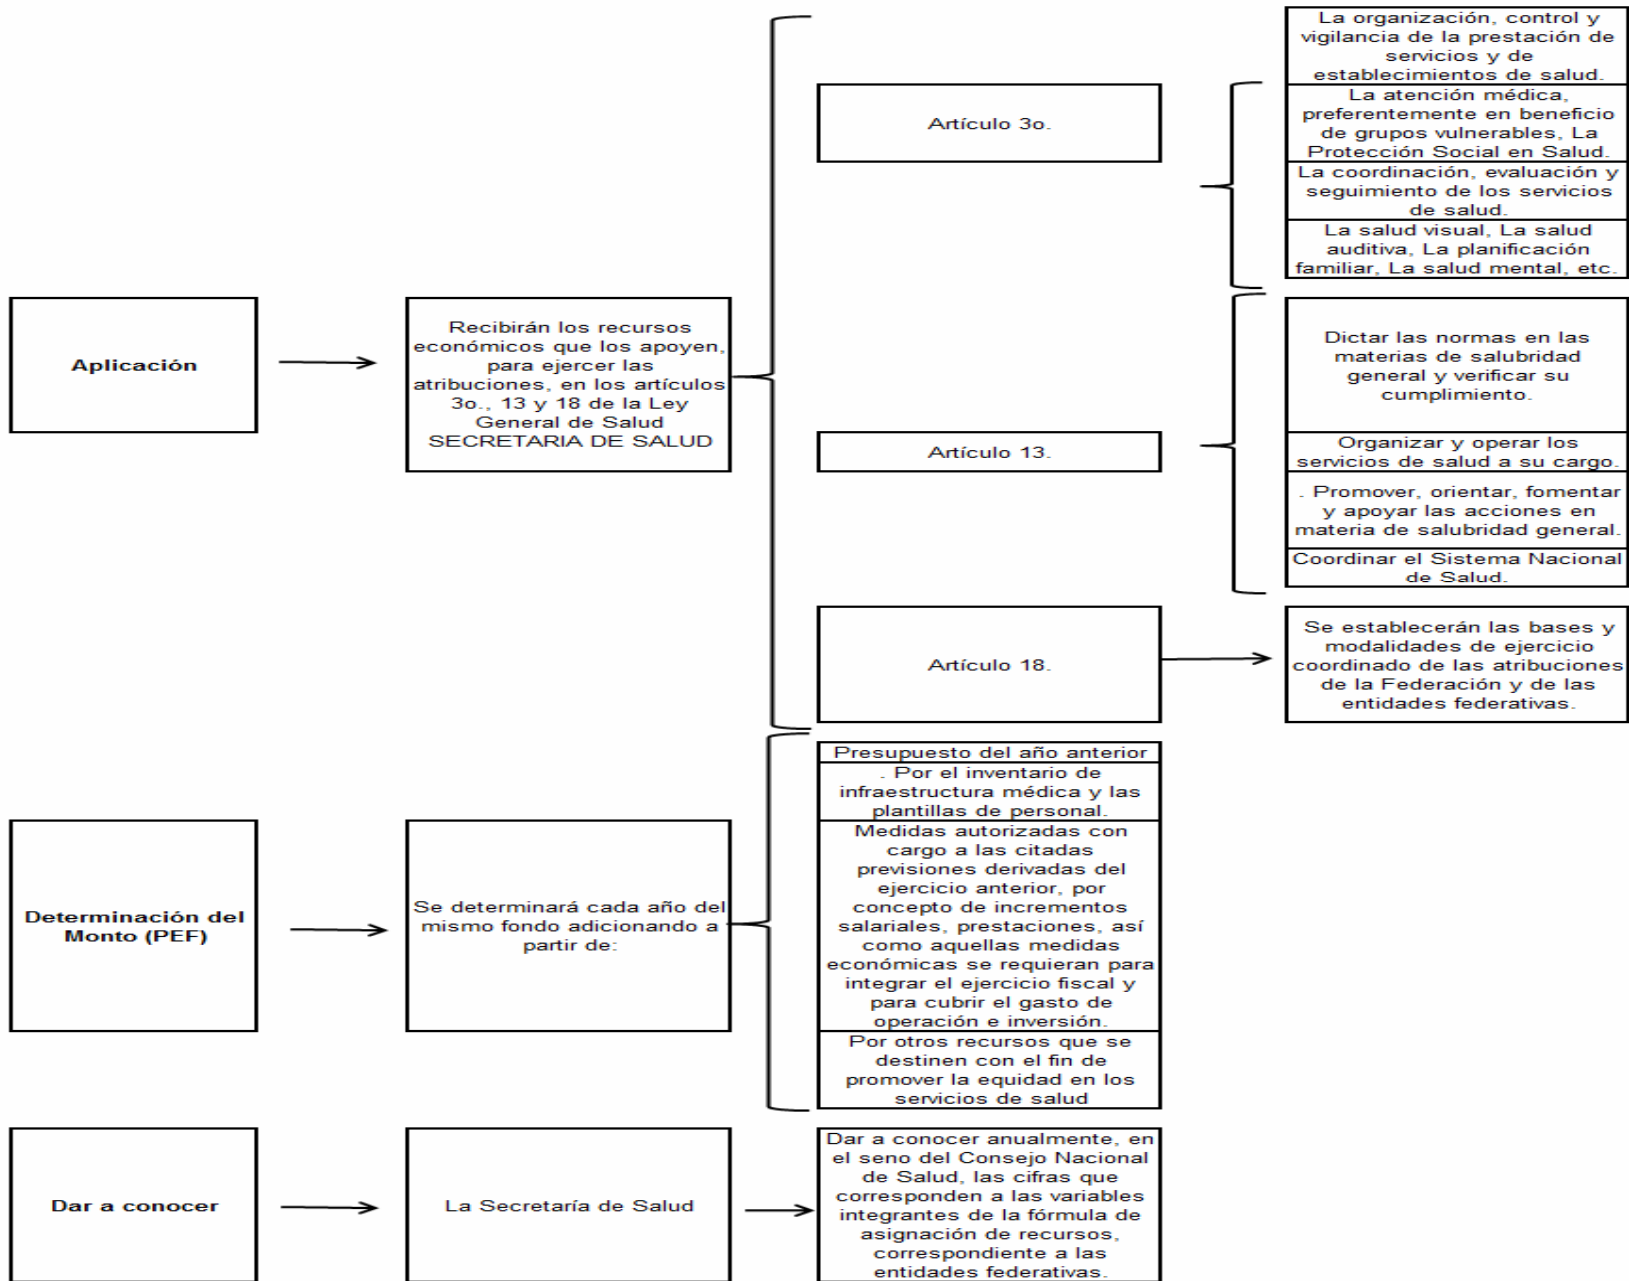 Aplicación
Recibirán los recursos
económicos que los apoyen,
para ejercer las
atribuciones, en los artículos
3o., 13 y 18 de la Ley
General de Salud
SECRETARIA DE SALUD
Artículo 3o.
La organización, control y
vigilancia de la prestación de
servicios y de
establecimientos de salud.
La atención médica,
preferentemente en beneficio
de grupos vulnerables, La
Protección Social en Salud.
La coordinación, evaluación y
seguimiento de los servicios
de salud.
La salud visual, La salud
auditiva, La planificación
familiar, La salud mental, etc.
Artículo 13.
Dictar las normas en las
materias de salubridad
general y verificar su
cumplimiento.
Organizar y operar los
servicios de salud a su cargo.
. Promover, orientar, fomentar
y apoyar las acciones en
materia de salubridad general.
Coordinar el Sistema Nacional
de Salud.
Artículo 18.
Se establecerán las bases y
modalidades de ejercicio
coordinado de las atribuciones
de la Federación y de las
entidades federativas.
Determinación del
Monto (PEF)
Se determinará cada año del
mismo fondo adicionando a
partir de:
Presupuesto del año anterior
. Por el inventario de
infraestructura médica y las
plantillas de personal.
Medidas autorizadas con
cargo a las citadas
previsiones derivadas del
ejercicio anterior, por
concepto de incrementos
salariales, prestaciones, así
como aquellas medidas
económicas se requieran para
integrar el ejercicio fiscal y
para cubrir el gasto de
operación e inversión.
Por otros recursos que se
destinen con el fin de
promover la equidad en los
servicios de salud
Dar a conocer
La Secretaría de Salud
Dar a conocer anualmente, en
el seno del Consejo Nacional
de Salud, las cifras que
corresponden a las variables
integrantes de la fórmula de
asignación de recursos,
correspondiente a las
entidades federativas.